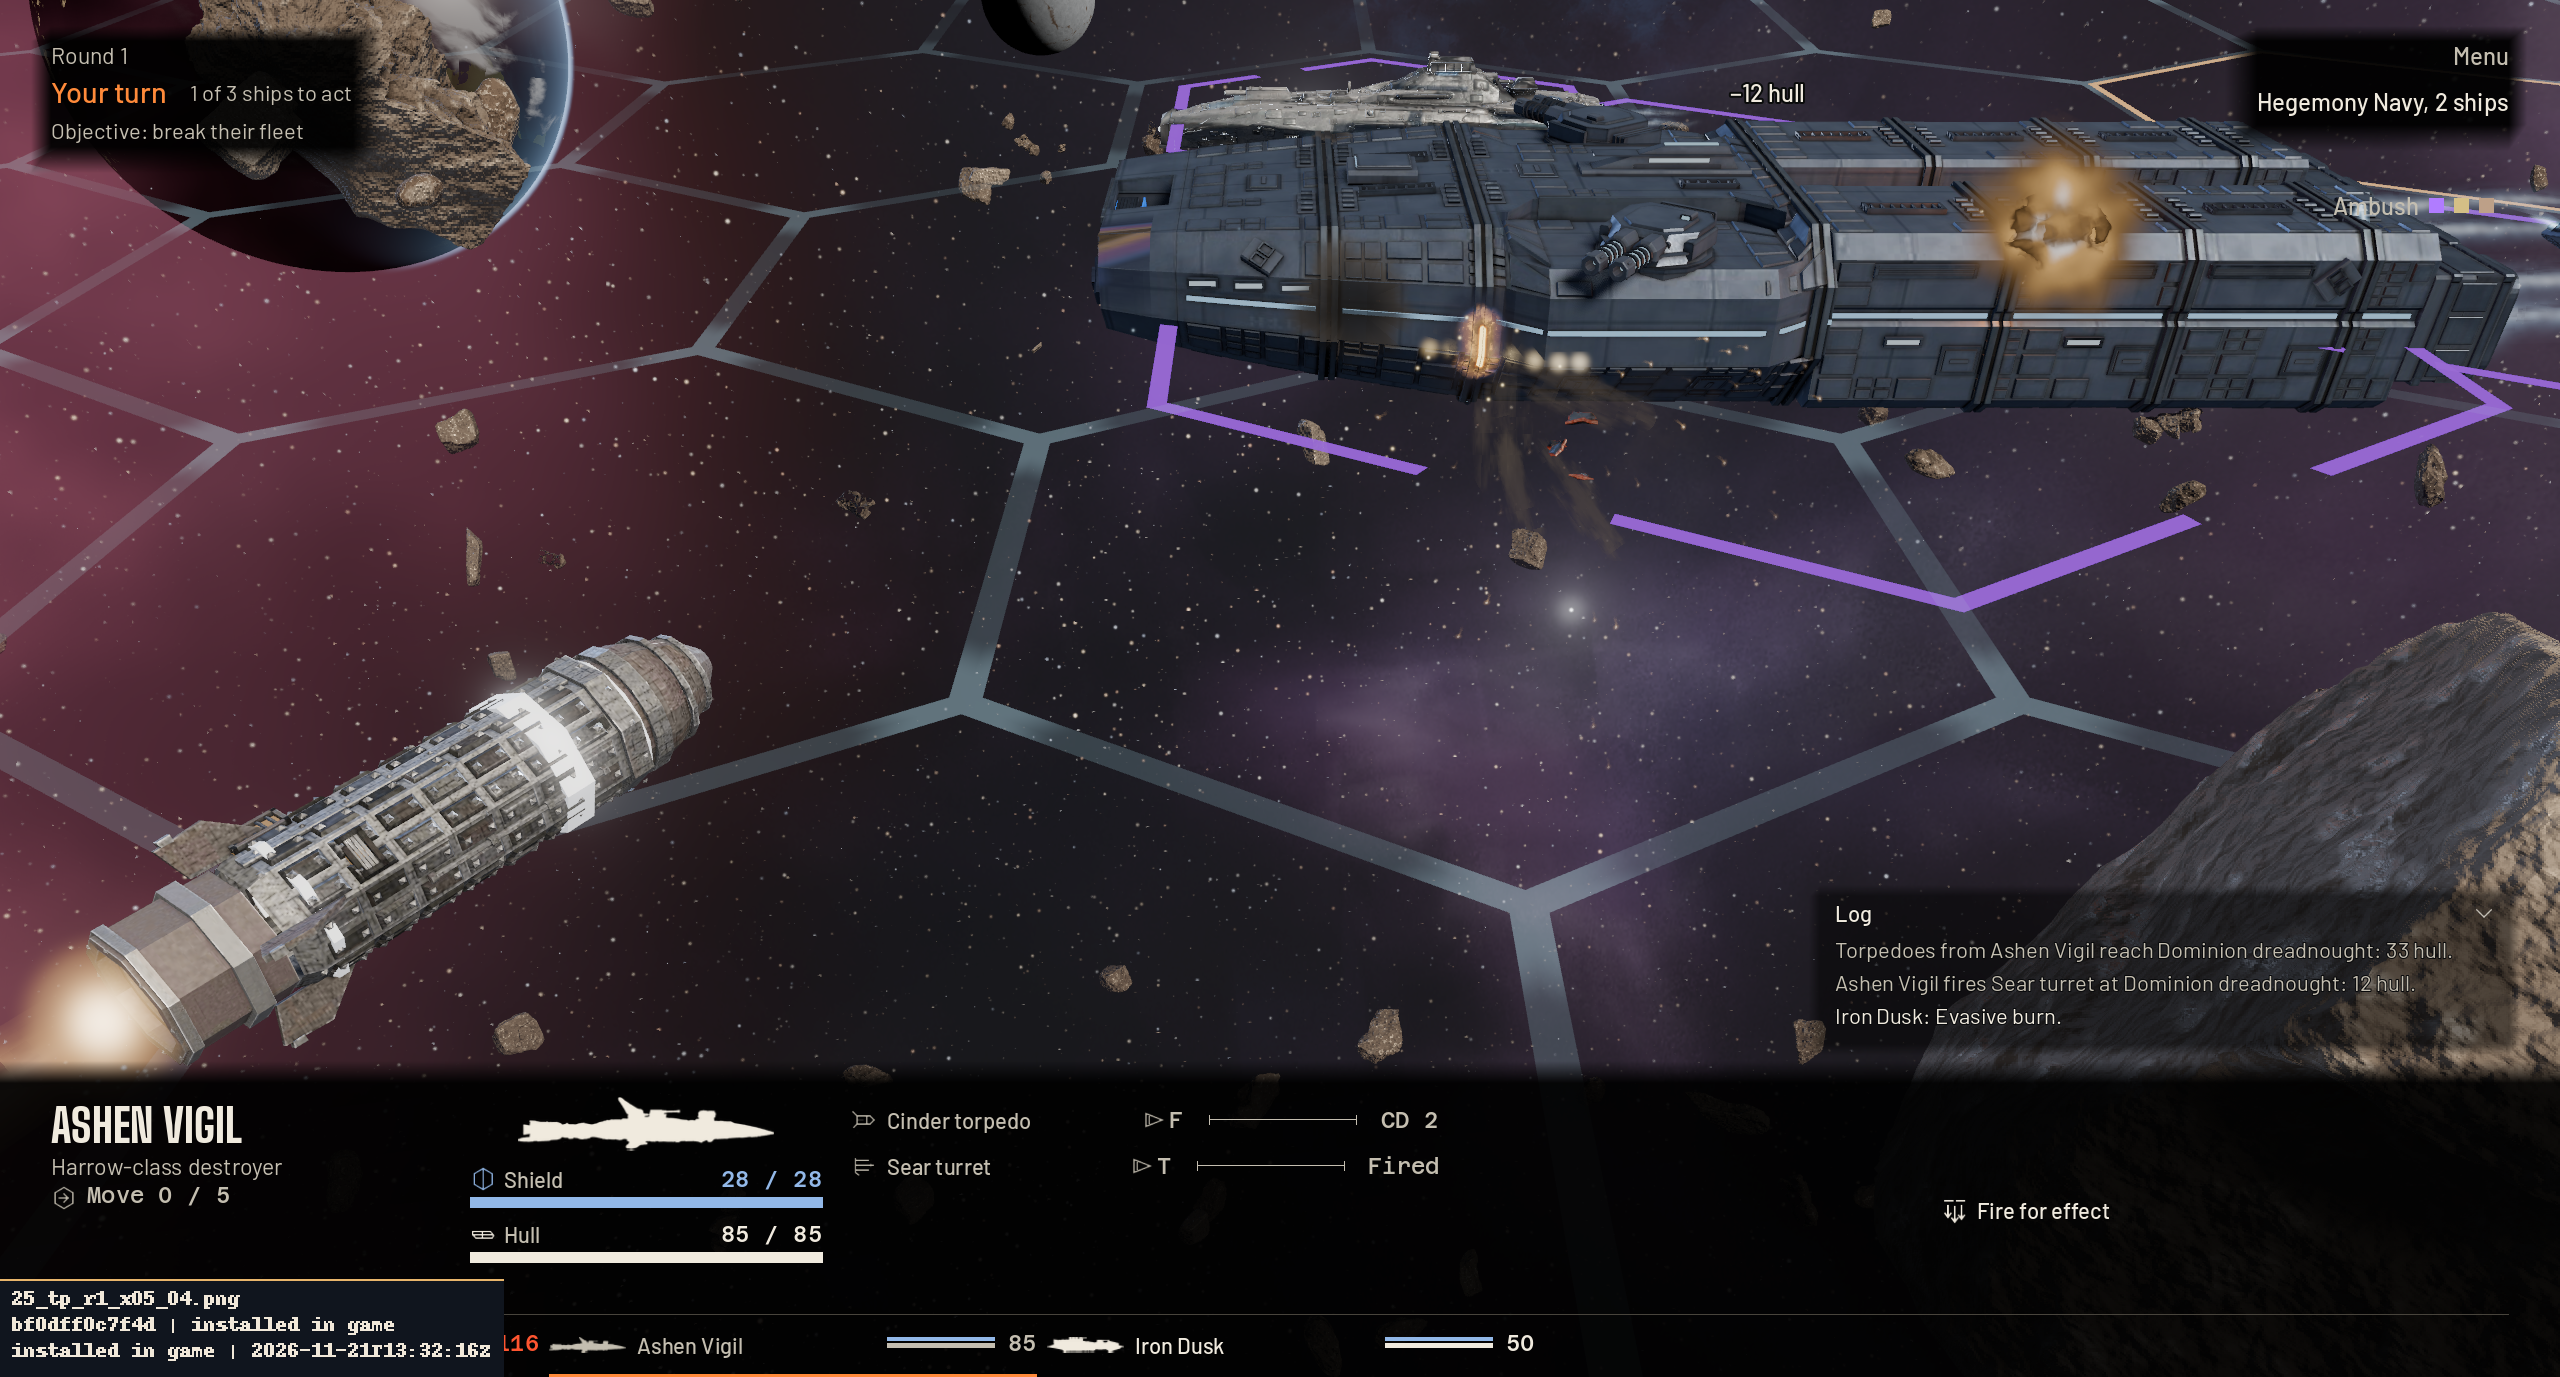 Round 1
Your turn 1 of 3 ships to act
Objective: break their fleet
Menu
Hegemony Navy, 2 ships
−12 hull
Ambush
Log
Torpedoes from Ashen Vigil reach Dominion dreadnought: 33 hull.
Ashen Vigil fires Sear turret at Dominion dreadnought: 12 hull.
Iron Dusk: Evasive burn.
ASHEN VIGIL
Harrow-class destroyer
Move 0 / 5
Shield 28 / 28
Hull 85 / 85
Cinder torpedo F CD 2
Sear turret T Fired
Fire for effect
25_tp_r1_x05_04.png
bf0dff0c7f4d | installed in game
installed in game | 2026-11-21r13:32:16z
116 Ashen Vigil 85 Iron Dusk 50